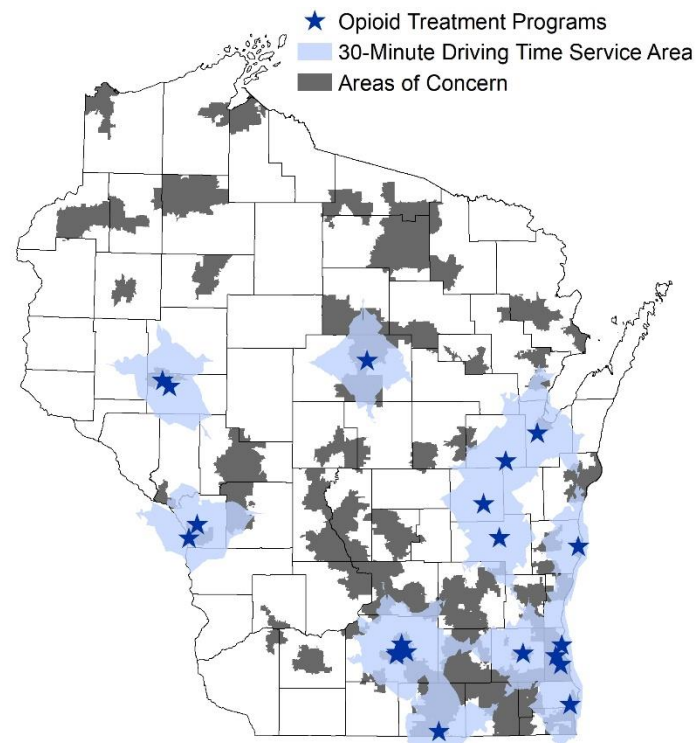 Opioid Treatment Programs
30-Minute Driving Time Service Area
Areas of Concern